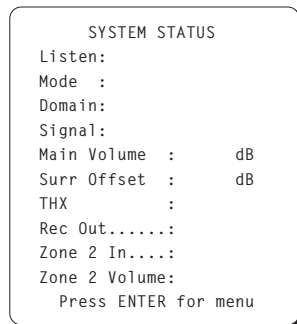 SYSTEM STATUS
Listen:
Mode :
Domain:
Signal:
Main Volume : dB
Surr Offset : dB
THX :
Rec Out......:
Zone 2 In....:
Zone 2 Volume:
Press ENTER for menu